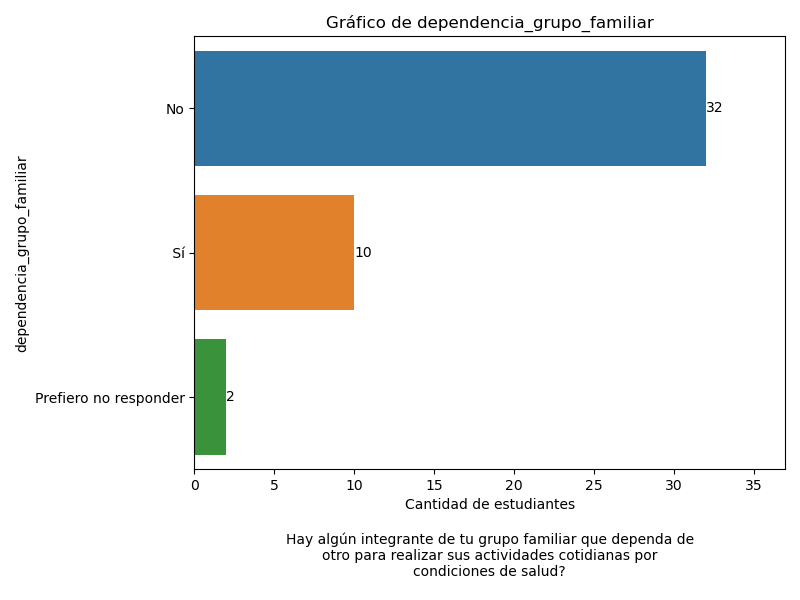 Gráfico de dependencia_grupo_familiar
dependencia_grupo_familiar
No
32
Sí
10
Prefiero no responder
2
0 5 10 15 20 25 30 35
Cantidad de estudiantes
Hay algún integrante de tu grupo familiar que dependa de
otro para realizar sus actividades cotidianas por
condiciones de salud?